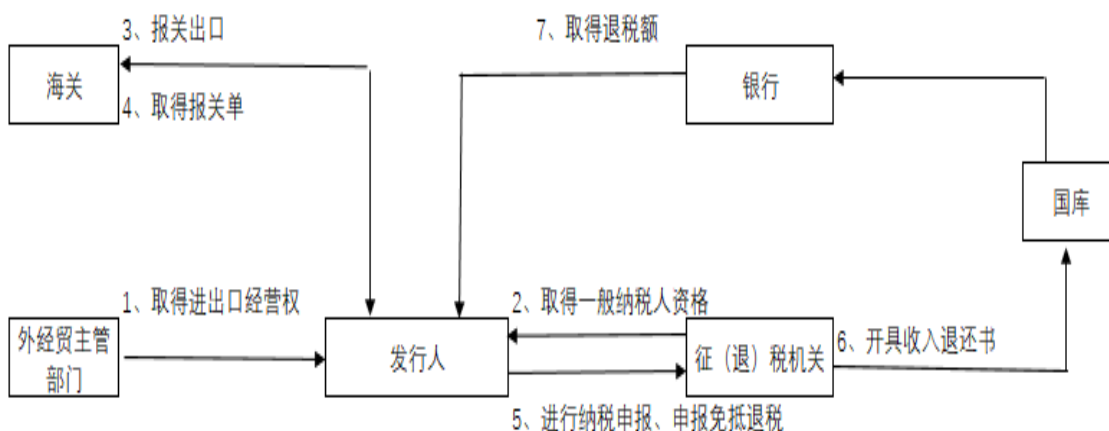 3、报关出口
7、取得退税额
海关
银行
4、取得报关单
国库
1、取得进出口经营权
2、取得一般纳税人资格
外经贸主管
部门
发行人
征（退）税机关
6、开具收入退还书
5、进行纳税申报、申报免抵退税